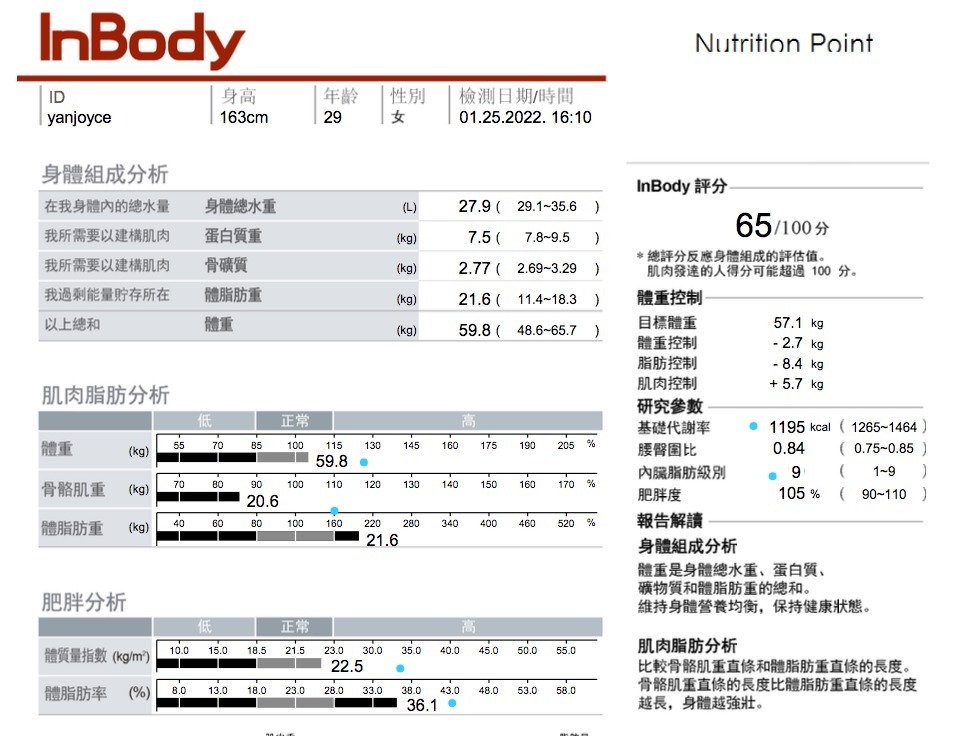 InBody
Nutrition Point
ID 身高 年齡 性別 檢測日期/時間
yanjoyce 163cm 29 女 01.25.2022. 16:10
身體組成分析
在我身體內的總水量 身體總水重 (L) 27.9 ( 29.1~35.6 )
我所需要以建構肌肉 蛋白質重 (kg) 7.5 ( 7.8~9.5 )
我所需要以建構肌肉 骨礦質 (kg) 2.77 ( 2.69~3.29 )
我過剩能量貯存所在 體脂肪重 (kg) 21.6 ( 11.4~18.3 )
以上總和 體重 (kg) 59.8 ( 48.6~65.7 )
肌肉脂肪分析
低 正常 高
體重 (kg) 55 70 85 100 115 130 145 160 175 190 205 %
59.8
骨骼肌重 (kg) 70 80 90 100 110 120 130 140 150 160 170 %
20.6
體脂肪重 (kg) 40 60 80 100 160 220 280 340 400 460 520 %
21.6
肥胖分析
低 正常 高
體質量指數 (kg/m²) 10.0 15.0 18.5 21.5 23.0 30.0 35.0 40.0 45.0 50.0 55.0
22.5
體脂肪率 (%) 8.0 13.0 18.0 23.0 28.0 33.0 38.0 43.0 48.0 53.0 58.0
36.1
InBody 評分
65/100 分
* 總評分反應身體組成的評估值。
肌肉發達的人得分可能超過 100 分。
體重控制
目標體重 57.1 kg
體重控制 - 2.7 kg
脂肪控制 - 8.4 kg
肌肉控制 + 5.7 kg
研究參數
基礎代謝率 1195 kcal ( 1265~1464 )
腰臀圍比 0.84 ( 0.75~0.85 )
內臟脂肪級別 9 ( 1~9 )
肥胖度 105 % ( 90~110 )
報告解讀
身體組成分析
體重是身體總水重、蛋白質、
礦物質和體脂肪重的總和。
維持身體營養均衡，保持健康狀態。
肌肉脂肪分析
比較骨骼肌重直條和體脂肪重直條的長度。
骨骼肌重直條的長度比體脂肪重直條的長度
越長，身體越強壯。